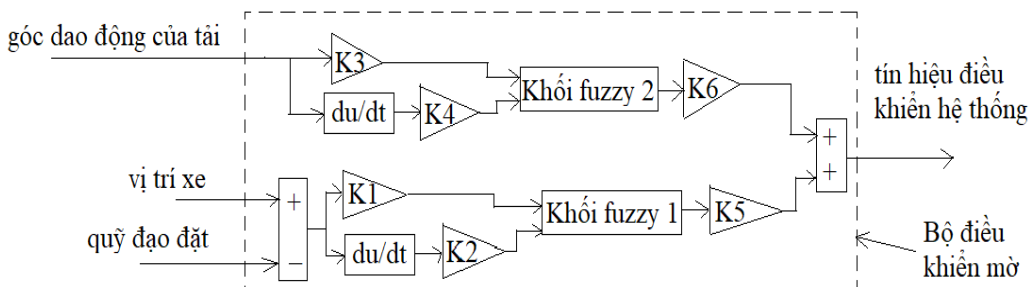 góc dao động của tải
K3
du/dt
K4
Khối fuzzy 2
K6
tín hiệu điều
khiển hệ thống
+
+
vị trí xe
quỹ đạo đặt
+
−
K1
du/dt
K2
Khối fuzzy 1
K5
Bộ điều
khiển mờ